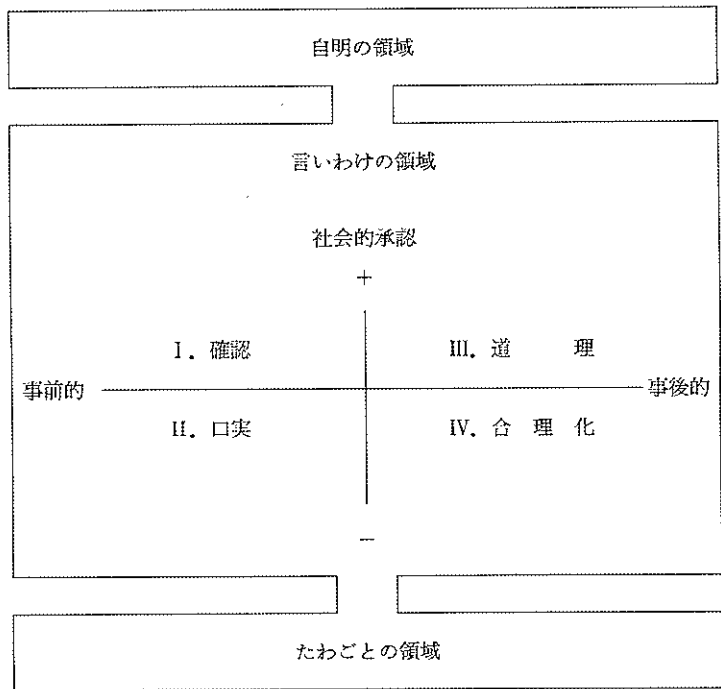 自明の領域
言いわけの領域
社会的承認
+
I. 確認
III. 道 理
事前的
事後的
II. 口実
IV. 合 理 化
−
たわごとの領域